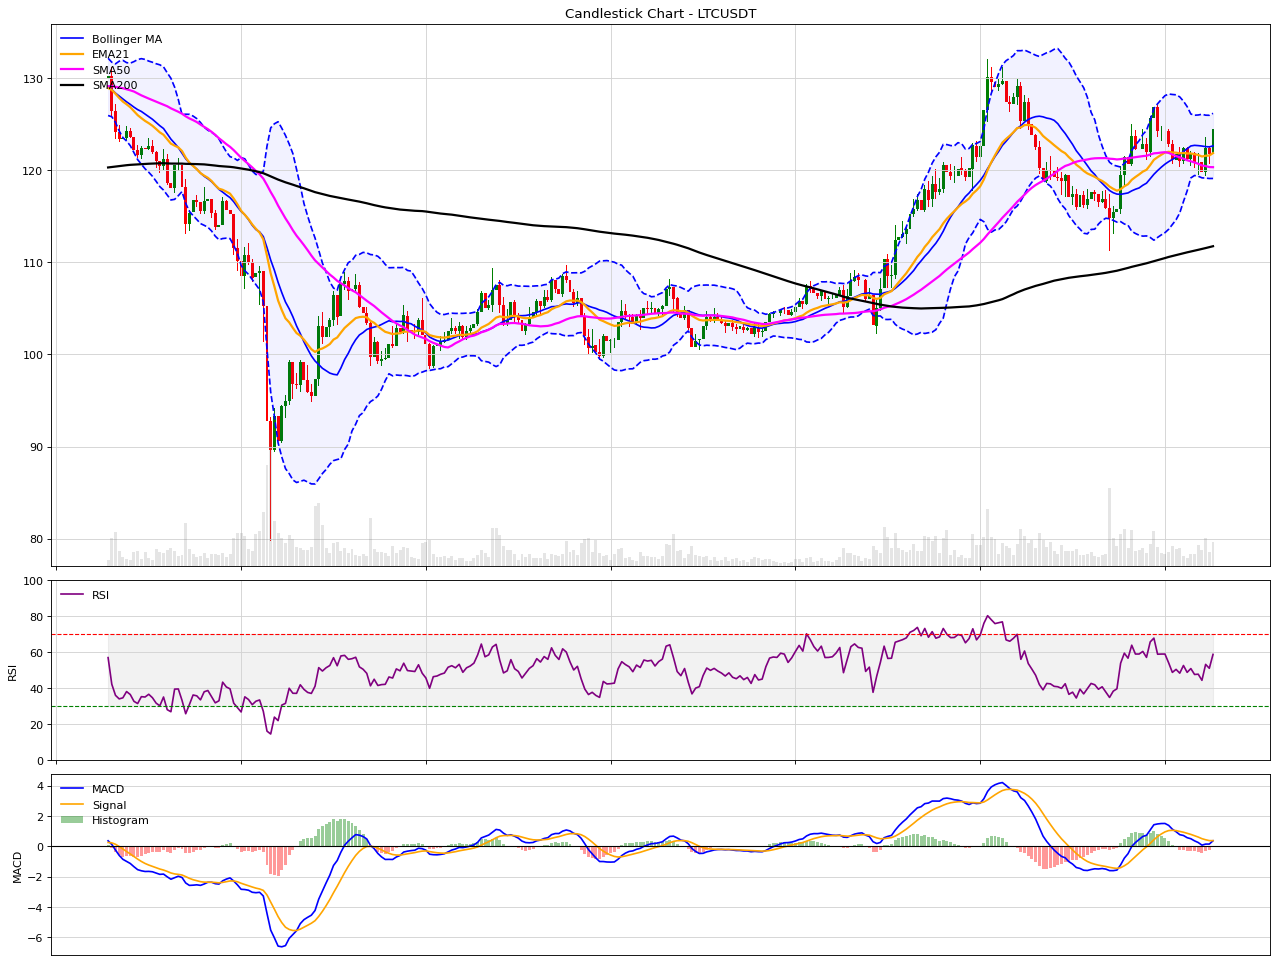 Candlestick Chart - LTCUSDT
Bollinger MA
EMA21
SMA50
SMA200
130
120
110
100
90
80
RSI
100
80
60
40
20
0
RSI
MACD
Signal
Histogram
4
2
0
−2
−4
−6
MACD